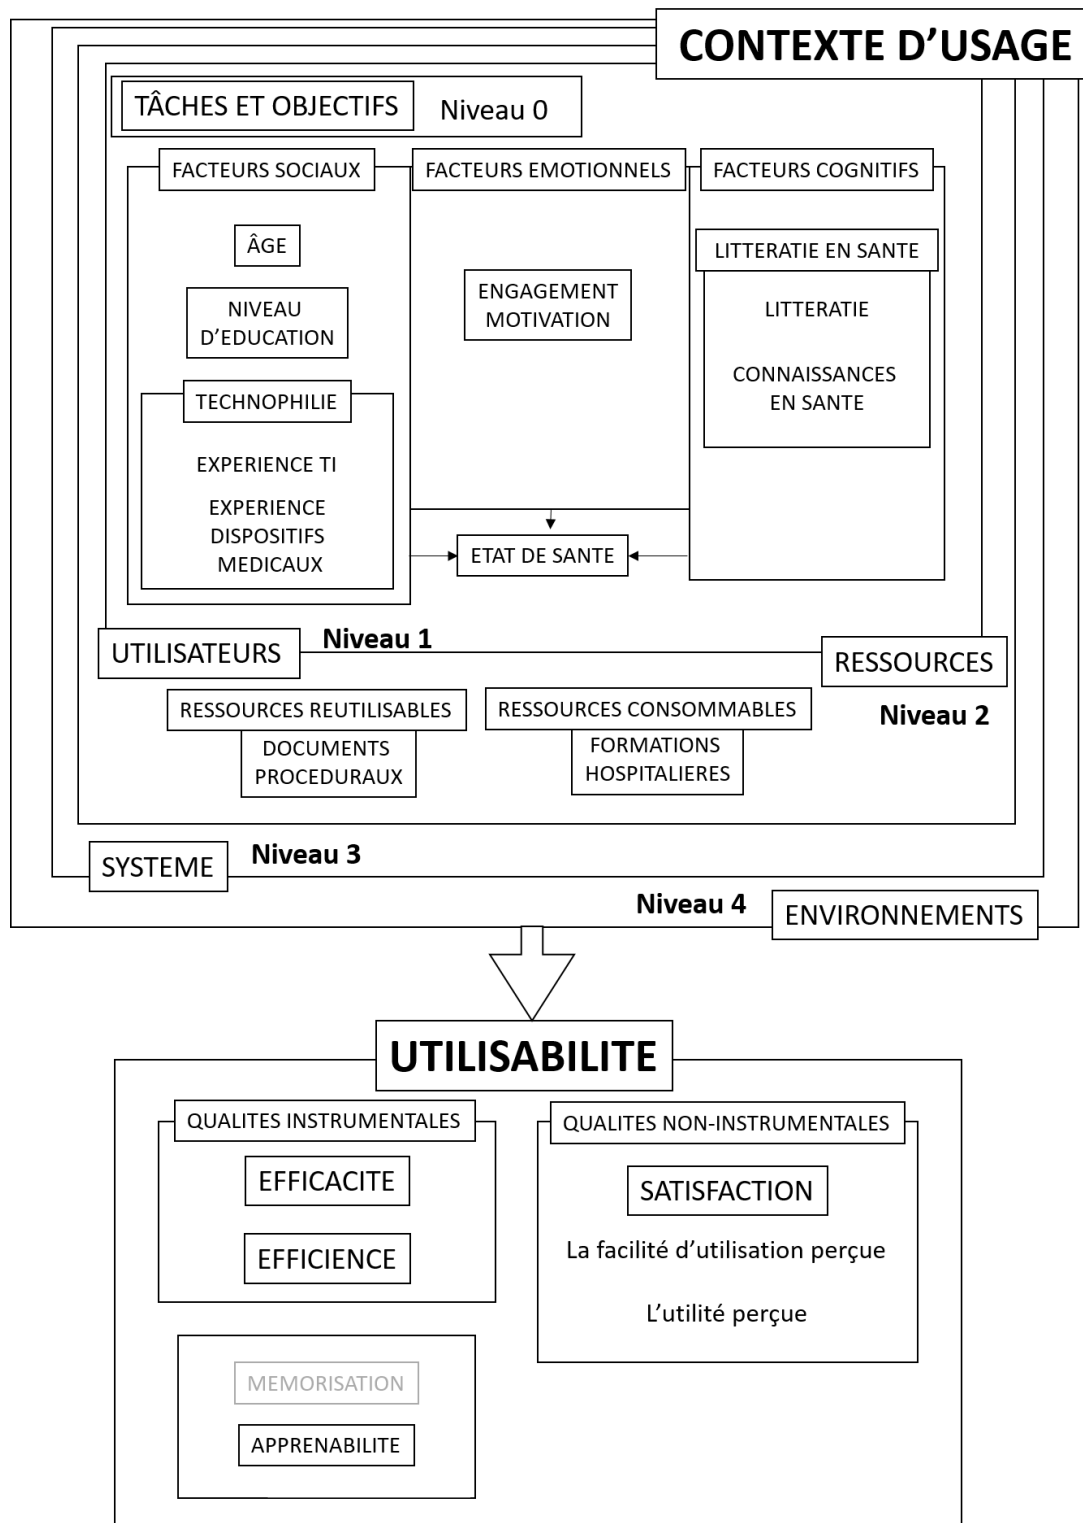 CONTEXTE D’USAGE
TÂCHES ET OBJECTIFS
Niveau 0
FACTEURS SOCIAUX
ÂGE
NIVEAU
D’EDUCATION
TECHNOPHILIE
EXPERIENCE TI
EXPERIENCE
DISPOSITIFS
MEDICAUX
FACTEURS EMOTIONNELS
ENGAGEMENT
MOTIVATION
FACTEURS COGNITIFS
LITTERATIE EN SANTE
LITTERATIE
CONNAISSANCES
EN SANTE
ETAT DE SANTE
UTILISATEURS
Niveau 1
RESSOURCES
Niveau 2
RESSOURCES REUTILISABLES
DOCUMENTS
PROCEDURAUX
RESSOURCES CONSOMMABLES
FORMATIONS
HOSPITALIERES
SYSTEME
Niveau 3
Niveau 4
ENVIRONNEMENTS
UTILISABILITE
QUALITES INSTRUMENTALES
EFFICACITE
EFFICIENCE
QUALITES NON-INSTRUMENTALES
SATISFACTION
La facilité d’utilisation perçue
L’utilité perçue
MEMORISATION
APPRENABILITE